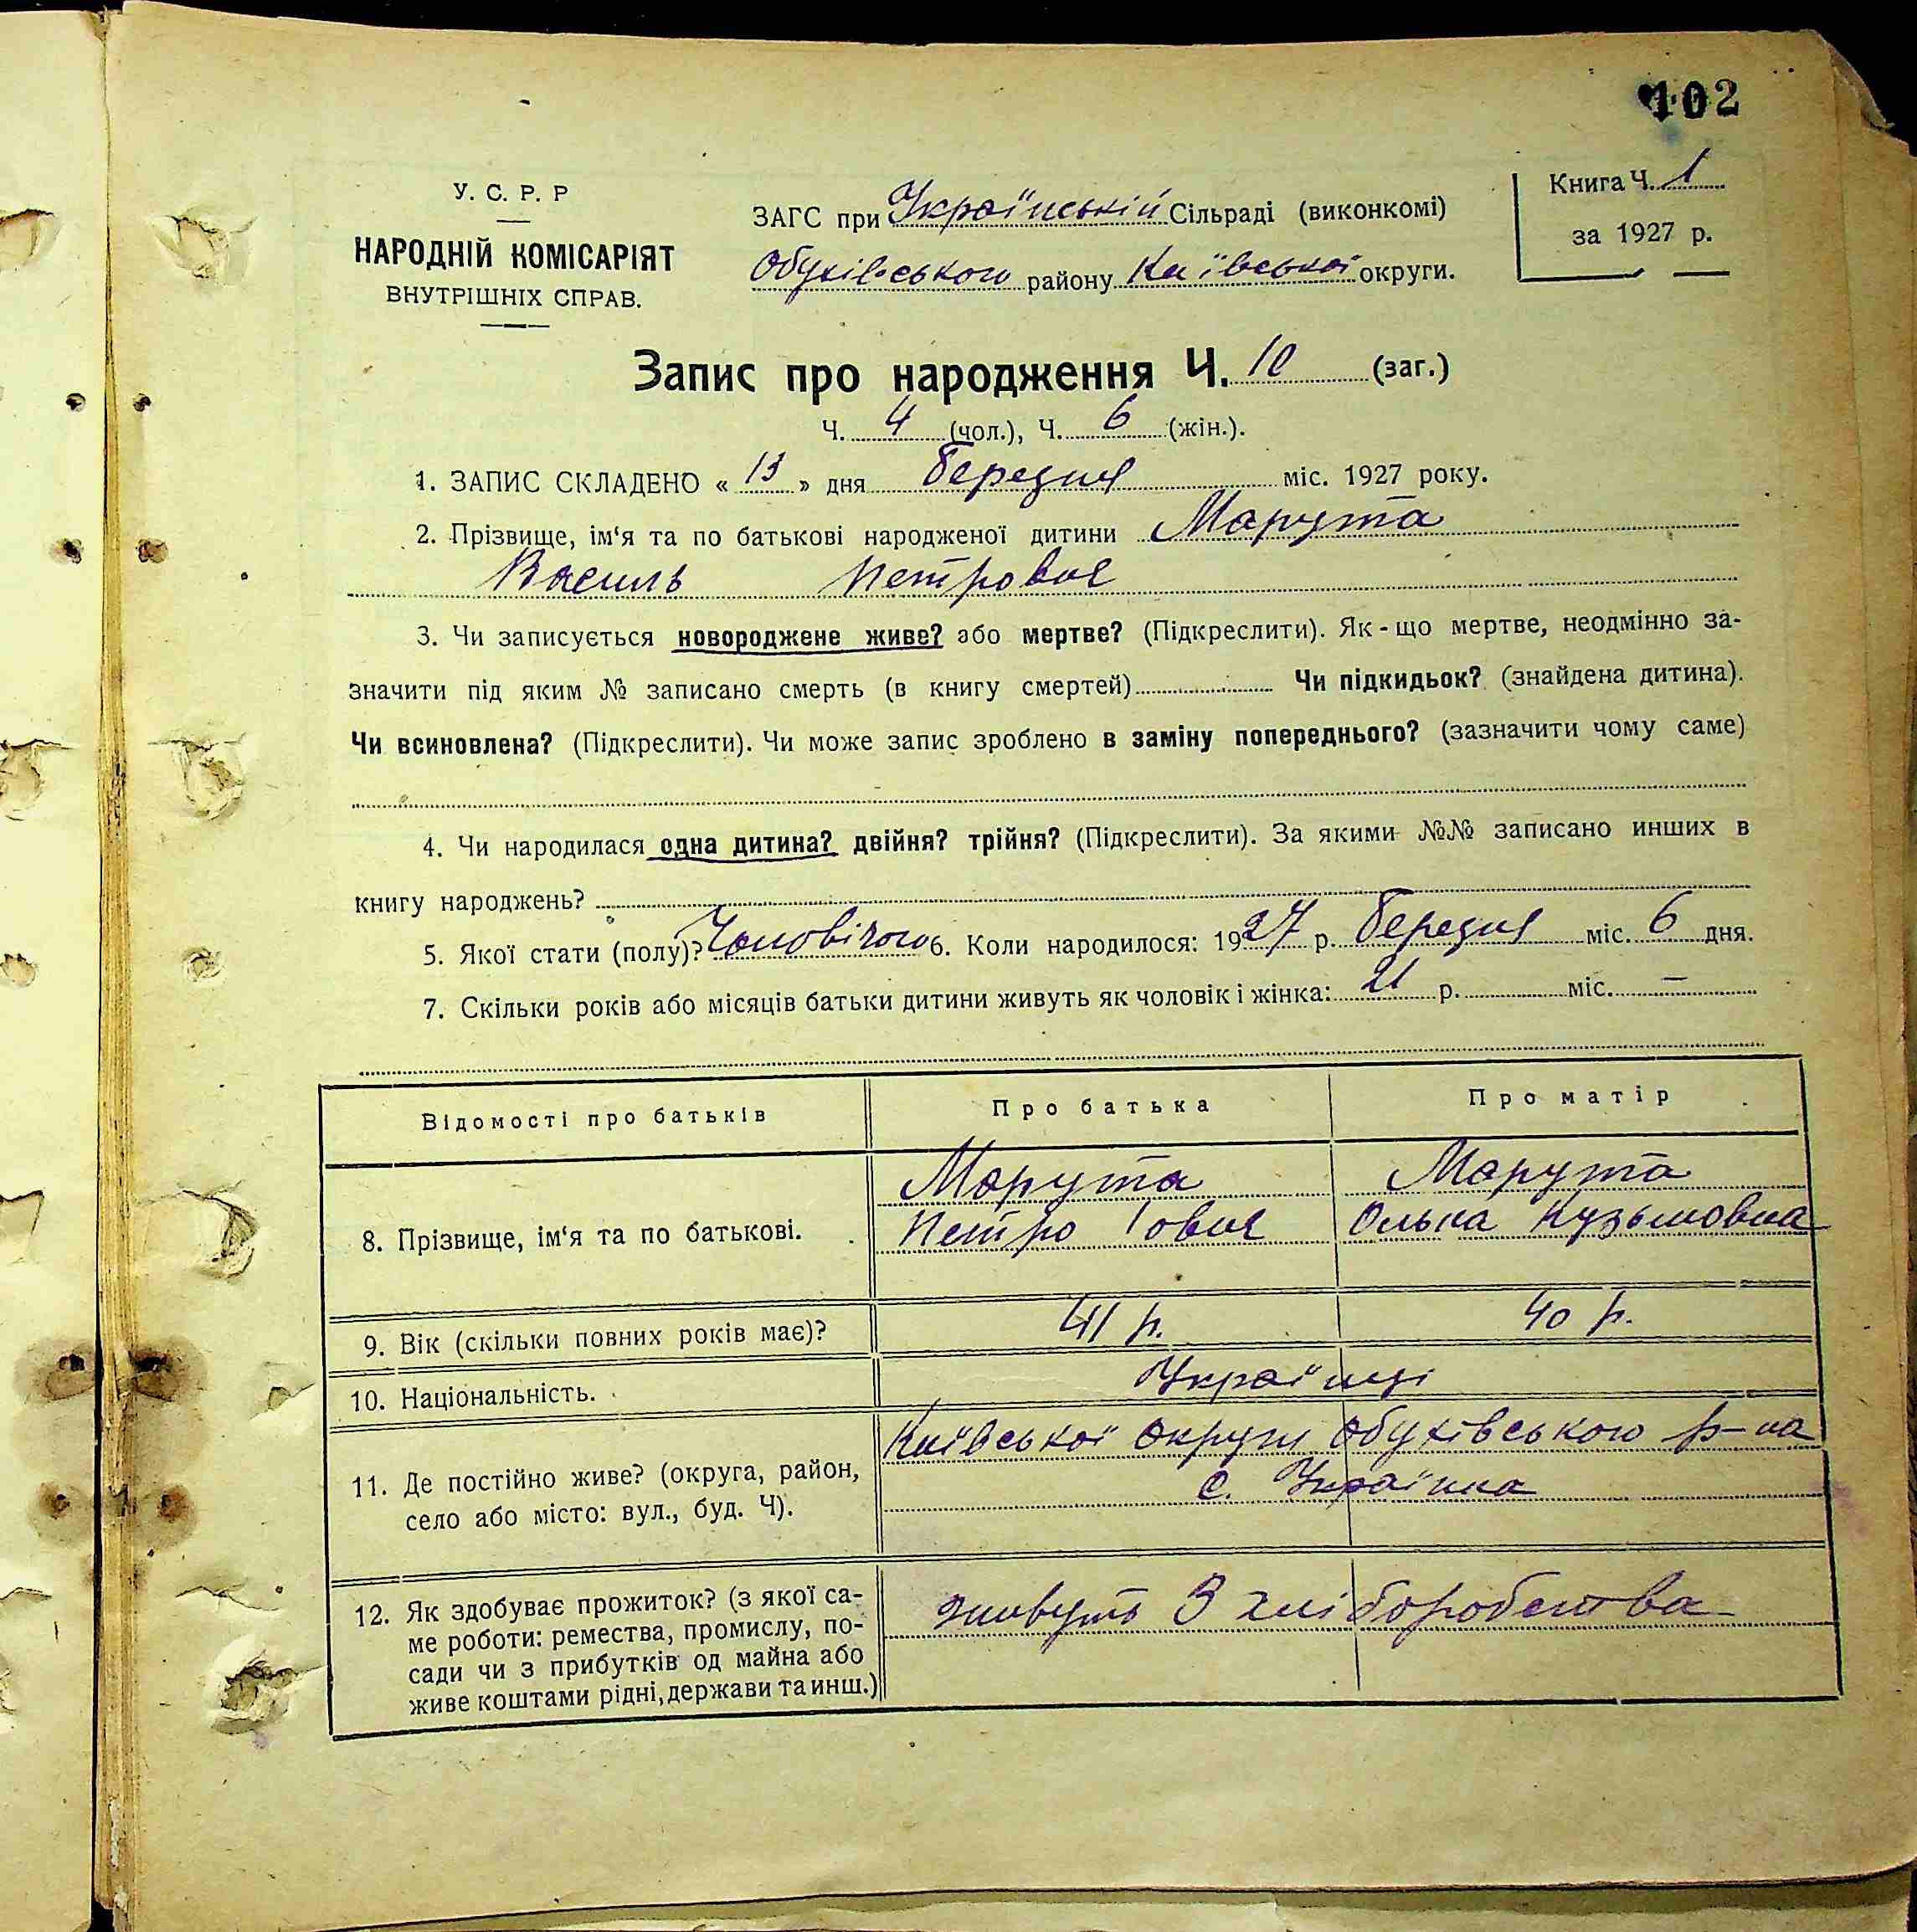 102
У. С. Р. Р
НАРОДНІЙ КОМІСАРІЯТ
ВНУТРІШНІХ СПРАВ.
ЗАГС при Українській Сільраді (виконкомі)
Обухівського району Київської округи.
Книга Ч. 1
за 1927 р.
Запис про народження Ч. 10 (заг.)
Ч. 4 (чол.), Ч. 6 (жін.).
1. ЗАПИС СКЛАДЕНО « 13 » дня березня міс. 1927 року.
2. Прізвище, ім‘я та по батькові народженої дитини Марута
Василь Петрович
3. Чи записується новороджене живе? або мертве? (Підкреслити). Як-що мертве, неодмінно за-
значити під яким № записано смерть (в книгу смертей) Чи підкидьок? (знайдена дитина).
Чи всиновлена? (Підкреслити). Чи може запис зроблено в заміну попереднього? (зазначити чому саме)
4. Чи народилася одна дитина? двійня? трійня? (Підкреслити). За якими №№ записано инших в
книгу народжень?
5. Якої стати (полу)? Чоловічого 6. Коли народилося: 1927 р. березня міс. 6 дня.
7. Скільки років або місяців батьки дитини живуть як чоловік і жінка: 21 р. міс. —
Відомості про батьків Про батька Про матір
8. Прізвище, ім‘я та по батькові. Марута Марута
Петро Іович Олька Кузьмовна
9. Вік (скільки повних років має)? 41 р. 40 р.
10. Національність. Українці
11. Де постійно живе? (округа, район,
село або місто: вул., буд. Ч). Київської округи Обухівського р-на
с. Українка
12. Як здобуває прожиток? (з якої са-
ме роботи: ремества, промислу, по-
сади чи з прибутків од майна або
живе коштами рідні, держави та инш.) живуть З хліборобства